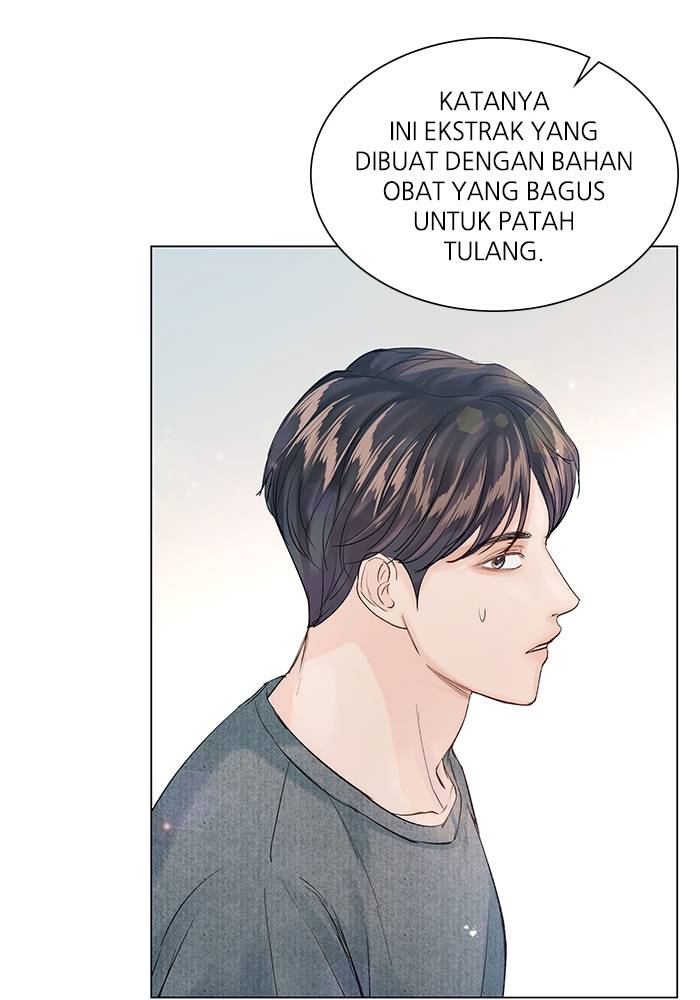 KATANYA
INI EKSTRAK YANG
DIBUAT DENGAN BAHAN
OBAT YANG BAGUS
UNTUK PATAH
TULANG.